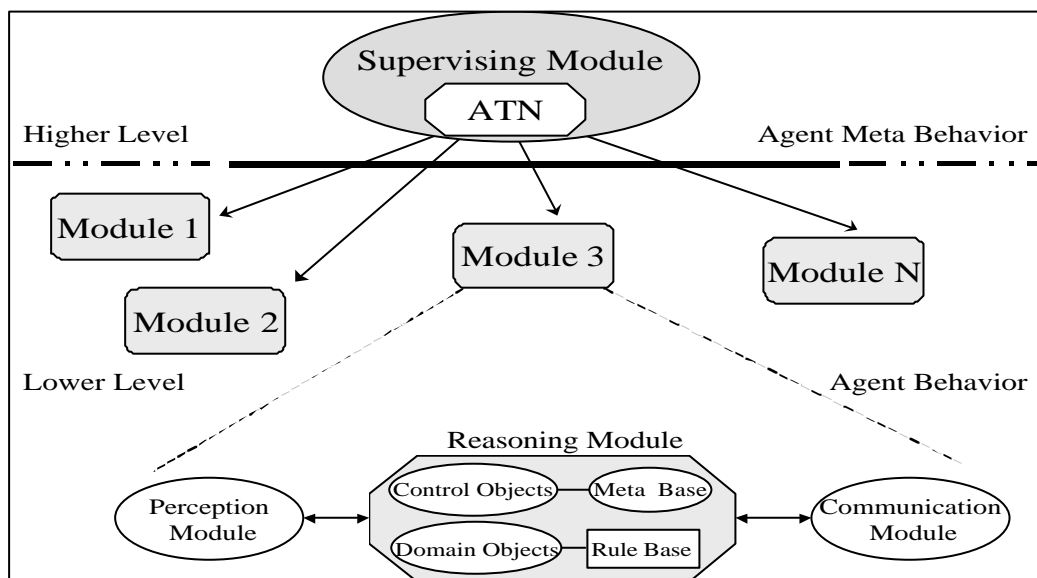 Supervising Module
ATN
Higher Level
Agent Meta Behavior
Module 1
Module 2
Module 3
Module N
Lower Level
Agent Behavior
Reasoning Module
Perception
Module
Control Objects
Meta Base
Domain Objects
Rule Base
Communication
Module